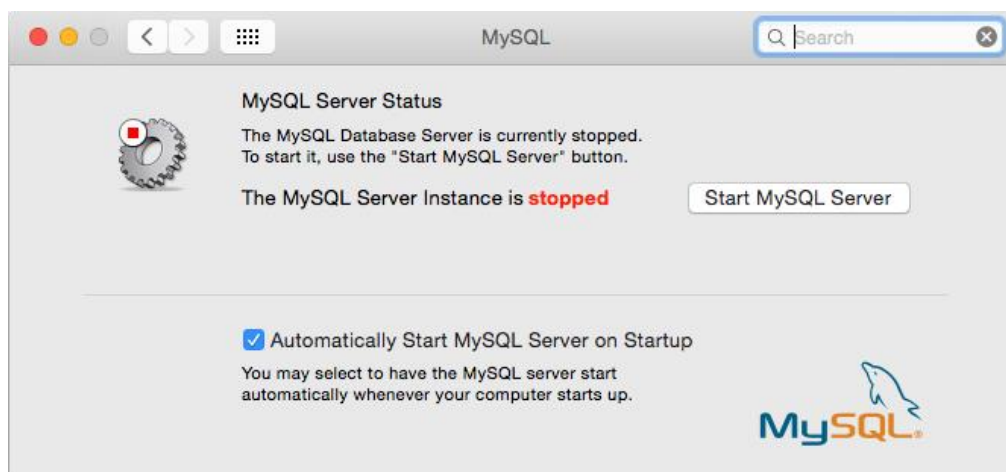 MySQL
Search
MySQL Server Status
The MySQL Database Server is currently stopped.
To start it, use the "Start MySQL Server" button.
The MySQL Server Instance is stopped
Start MySQL Server
Automatically Start MySQL Server on Startup
You may select to have the MySQL server start
automatically whenever your computer starts up.
MySQL®